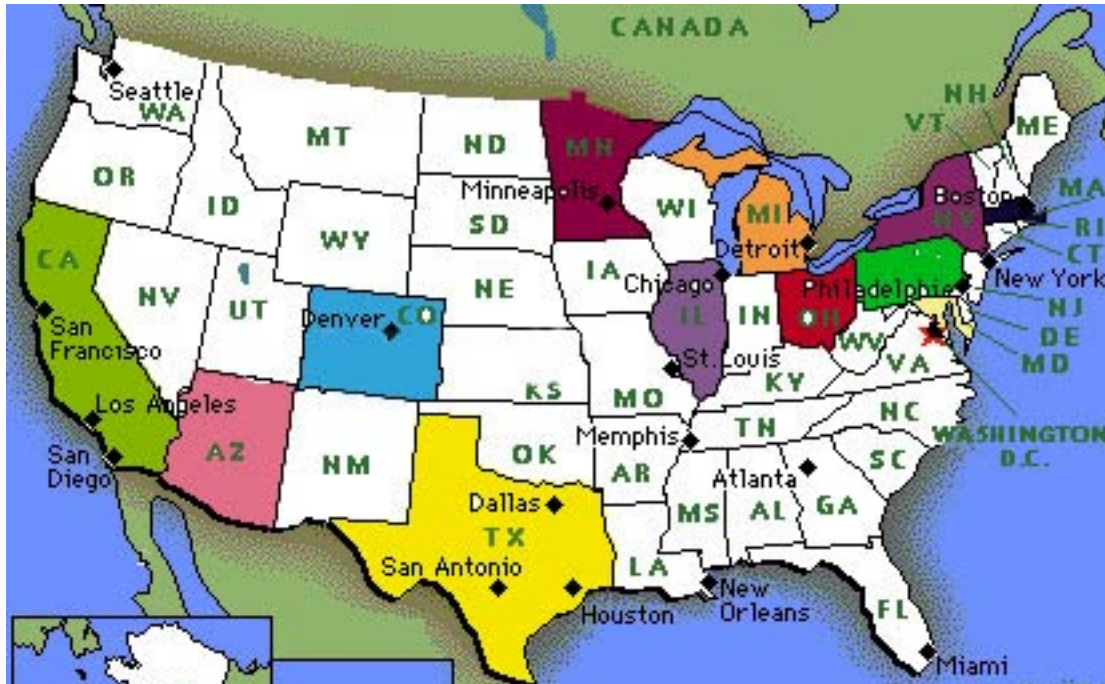 CANADA
Seattle
WA
MT
ND
MN
NH
VT
ME
OR
ID
Minneapolis
SD
WI
MI
Boston
MA
NY
RI
CT
WY
CA
NV
UT
Denver
CO
NE
IA
Detroit
Chicago
IL
IN
OH
Philadelphie
New York
NJ
DE
MD
San
Francisco
WV
VA
St. Louis
KS
MO
KY
Los Angeles
AZ
NM
OK
Memphis
TN
NC
WASHINGTON
D.C.
San
Diego
AR
Atlanta
SC
Dallas
TX
MS
AL
GA
San Antonio
Houston
LA
New
Orleans
FL
Miami